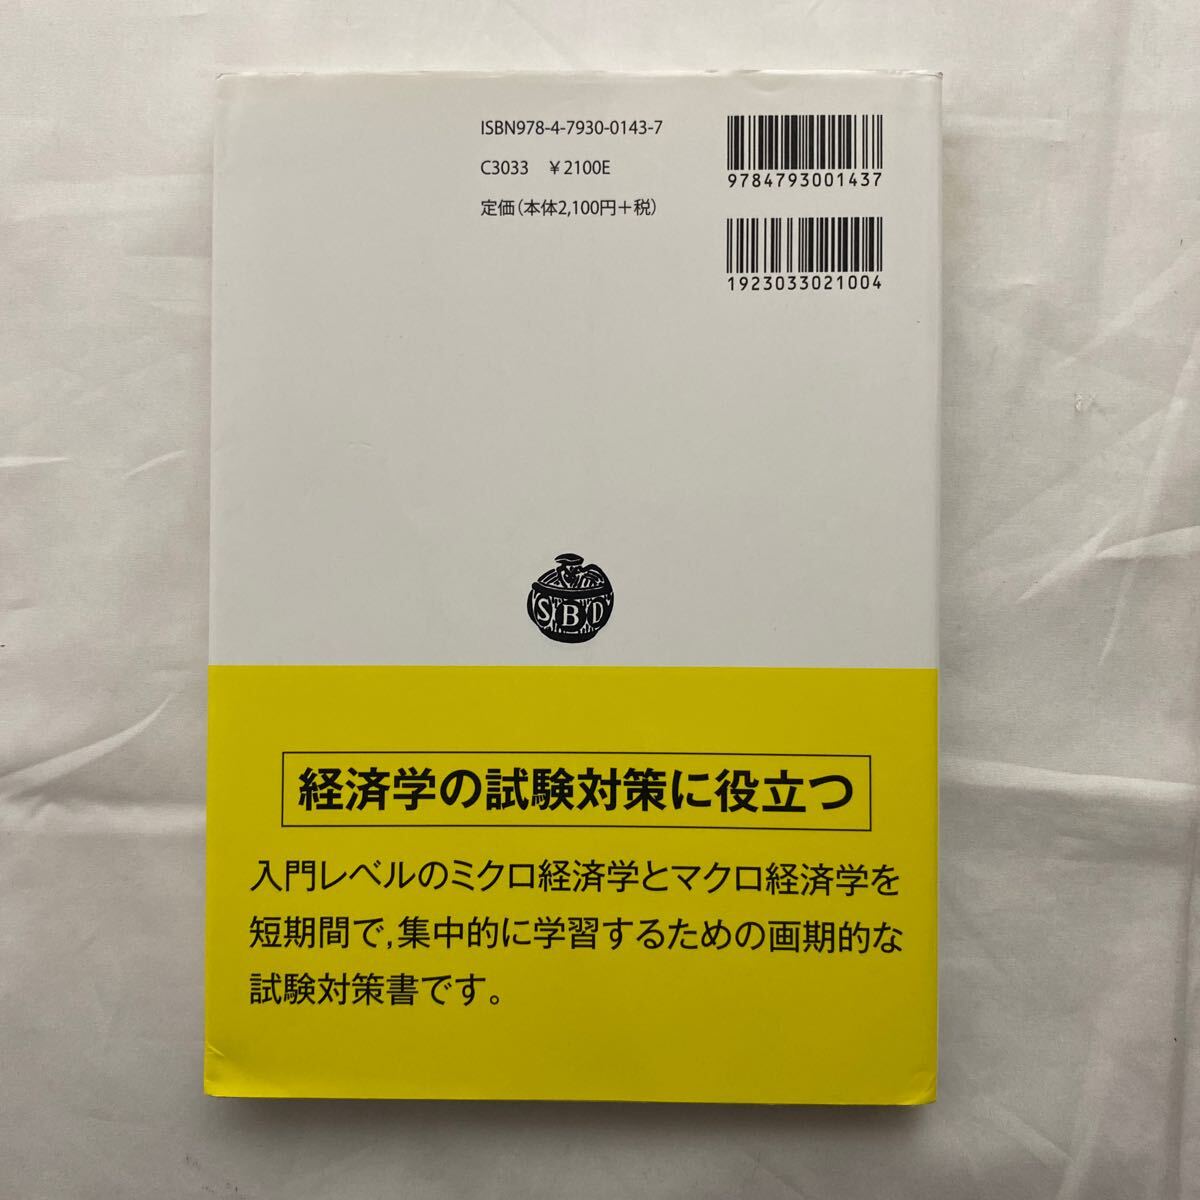 ISBN978-4-7930-0143-7
C3033 ￥2100E
定価（本体2,100円＋税）
9784793001437
1923033021004
SBD
経済学の試験対策に役立つ
入門レベルのミクロ経済学とマクロ経済学を
短期間で,集中的に学習するための画期的な
試験対策書です。